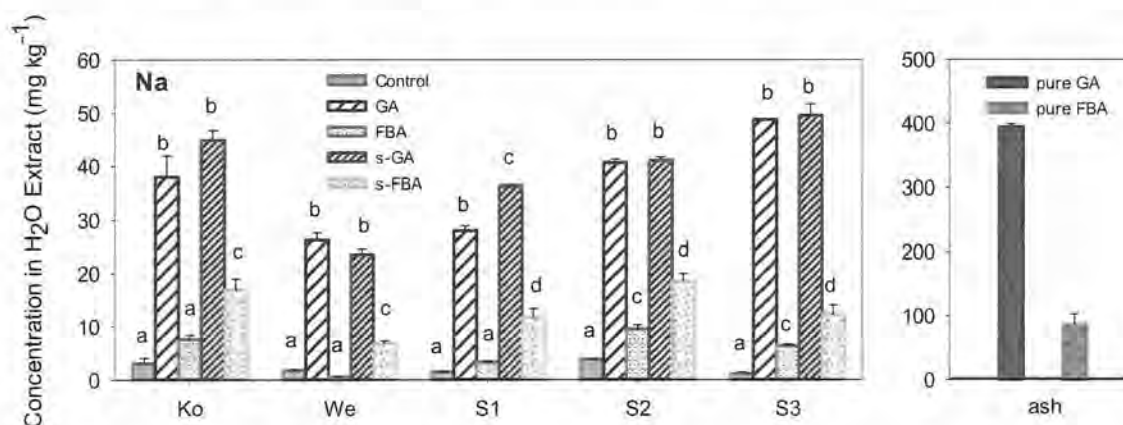 Concentration in H₂O Extract (mg kg⁻¹)
60
50
40
30
20
10
0
Na
Control
GA
FBA
s-GA
s-FBA
a b a b c
a b a b c
a b a c d
a b c b d
a b c b d
Ko We S1 S2 S3
500
400
300
200
100
0
pure GA
pure FBA
ash